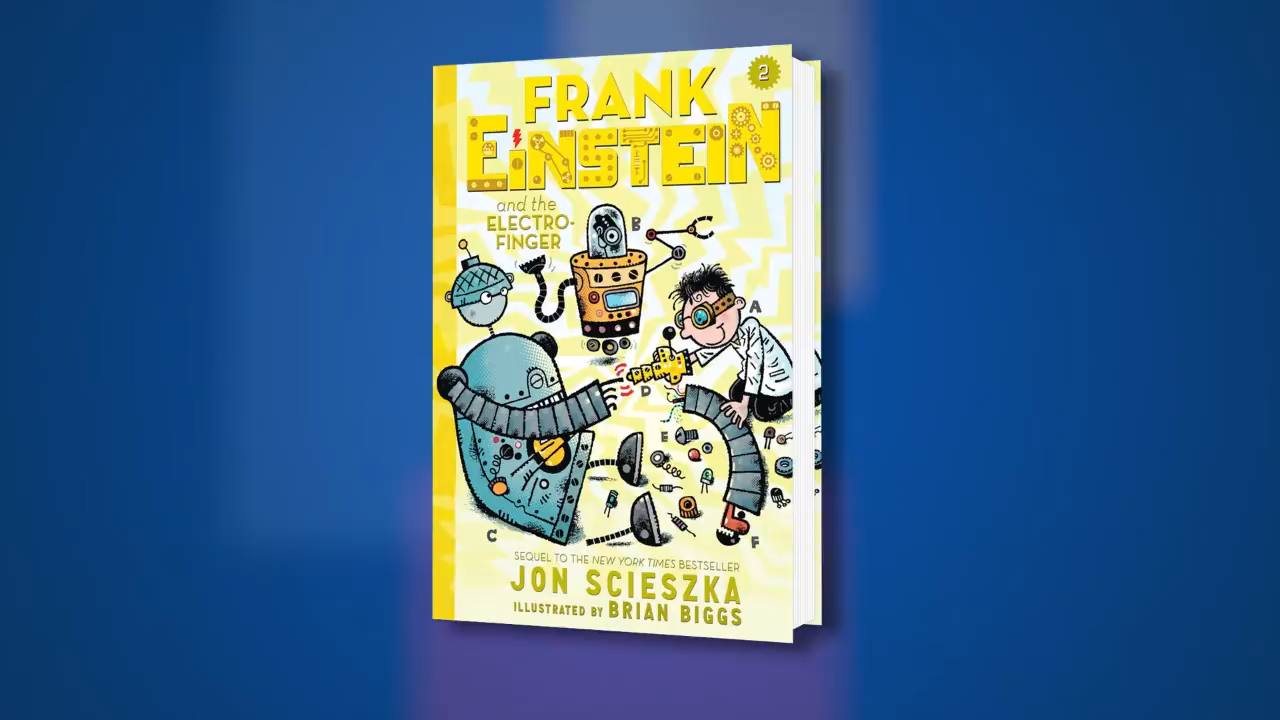 2
FRANK
EiNSTEiN
and the
ELECTRO-
FINGER
B
A
D
E
C
F
SEQUEL TO THE NEW YORK TIMES BESTSELLER
JON SCIESZKA
ILLUSTRATED BY BRIAN BIGGS